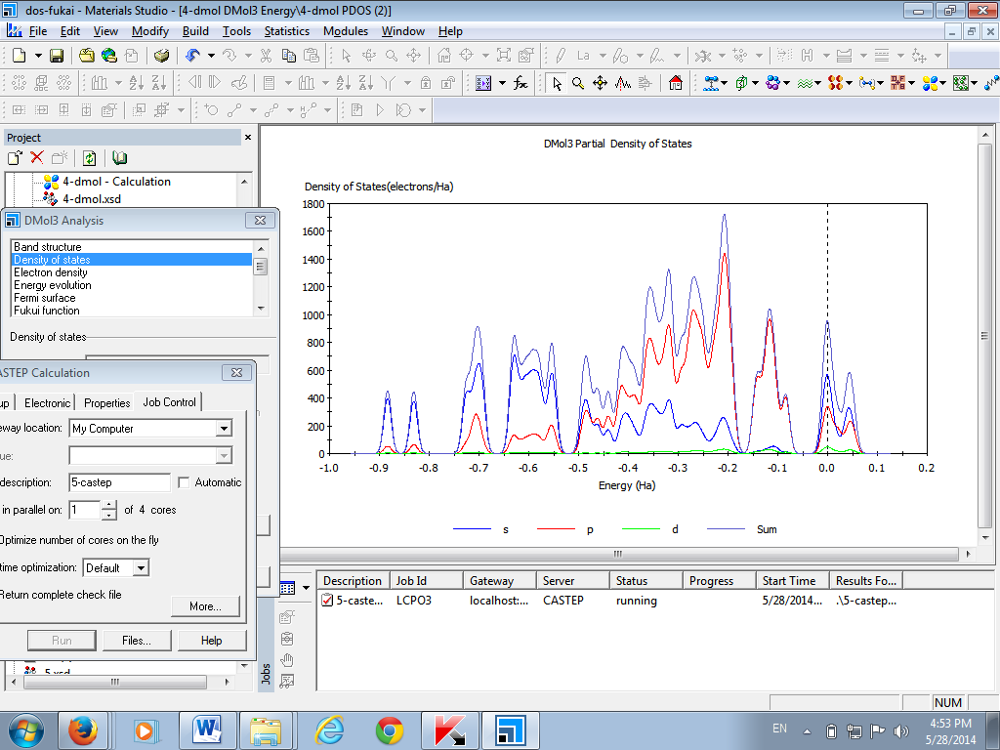 dos-fukai - Materials Studio - [4-dmol DMol3 Energy\4-dmol PDOS (2)]
File Edit View Modify Build Tools Statistics Modules Window Help
Project
4-dmol - Calculation
4-dmol.xsd
DMol3 Analysis
Band structure
Density of states
Electron density
Energy evolution
Fermi surface
Fukui function
Density of states
ASTEP Calculation
up Electronic Properties Job Control
eway location: My Computer
ue:
description: 5-castep Automatic
in parallel on: 1 of 4 cores
Optimize number of cores on the fly
time optimization: Default
Return complete check file
More...
Run Files... Help
5.xsd
DMol3 Partial Density of States
Density of States(electrons/Ha)
1800
1600
1400
1200
1000
800
600
400
200
0
-1.0 -0.9 -0.8 -0.7 -0.6 -0.5 -0.4 -0.3 -0.2 -0.1 0.0 0.1 0.2
Energy (Ha)
s p d Sum
Jobs
Description Job Id Gateway Server Status Progress Start Time Results Fo...
5-caste... LCPO3 localhost:... CASTEP running 5/28/2014... .\5-castep...
NUM
EN
4:53 PM
5/28/2014